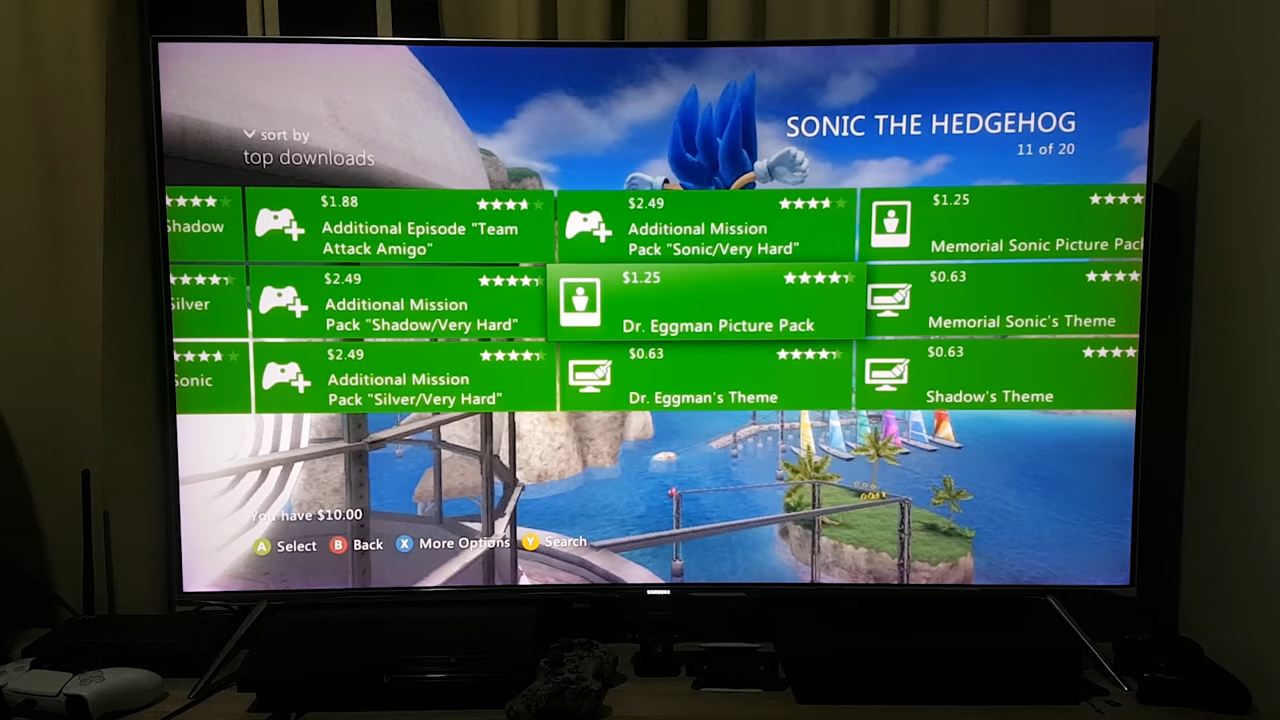 sort by
top downloads
SONIC THE HEDGEHOG
11 of 20
Shadow
$1.88
Additional Episode "Team
Attack Amigo"
$2.49
Additional Mission
Pack "Sonic/Very Hard"
$1.25
Memorial Sonic Picture Pac
Silver
$2.49
Additional Mission
Pack "Shadow/Very Hard"
$1.25
Dr. Eggman Picture Pack
$0.63
Memorial Sonic's Theme
Sonic
$2.49
Additional Mission
Pack "Silver/Very Hard"
$0.63
Dr. Eggman's Theme
$0.63
Shadow's Theme
You have $10.00
A Select B Back X More Options Y Search
SAMSUNG